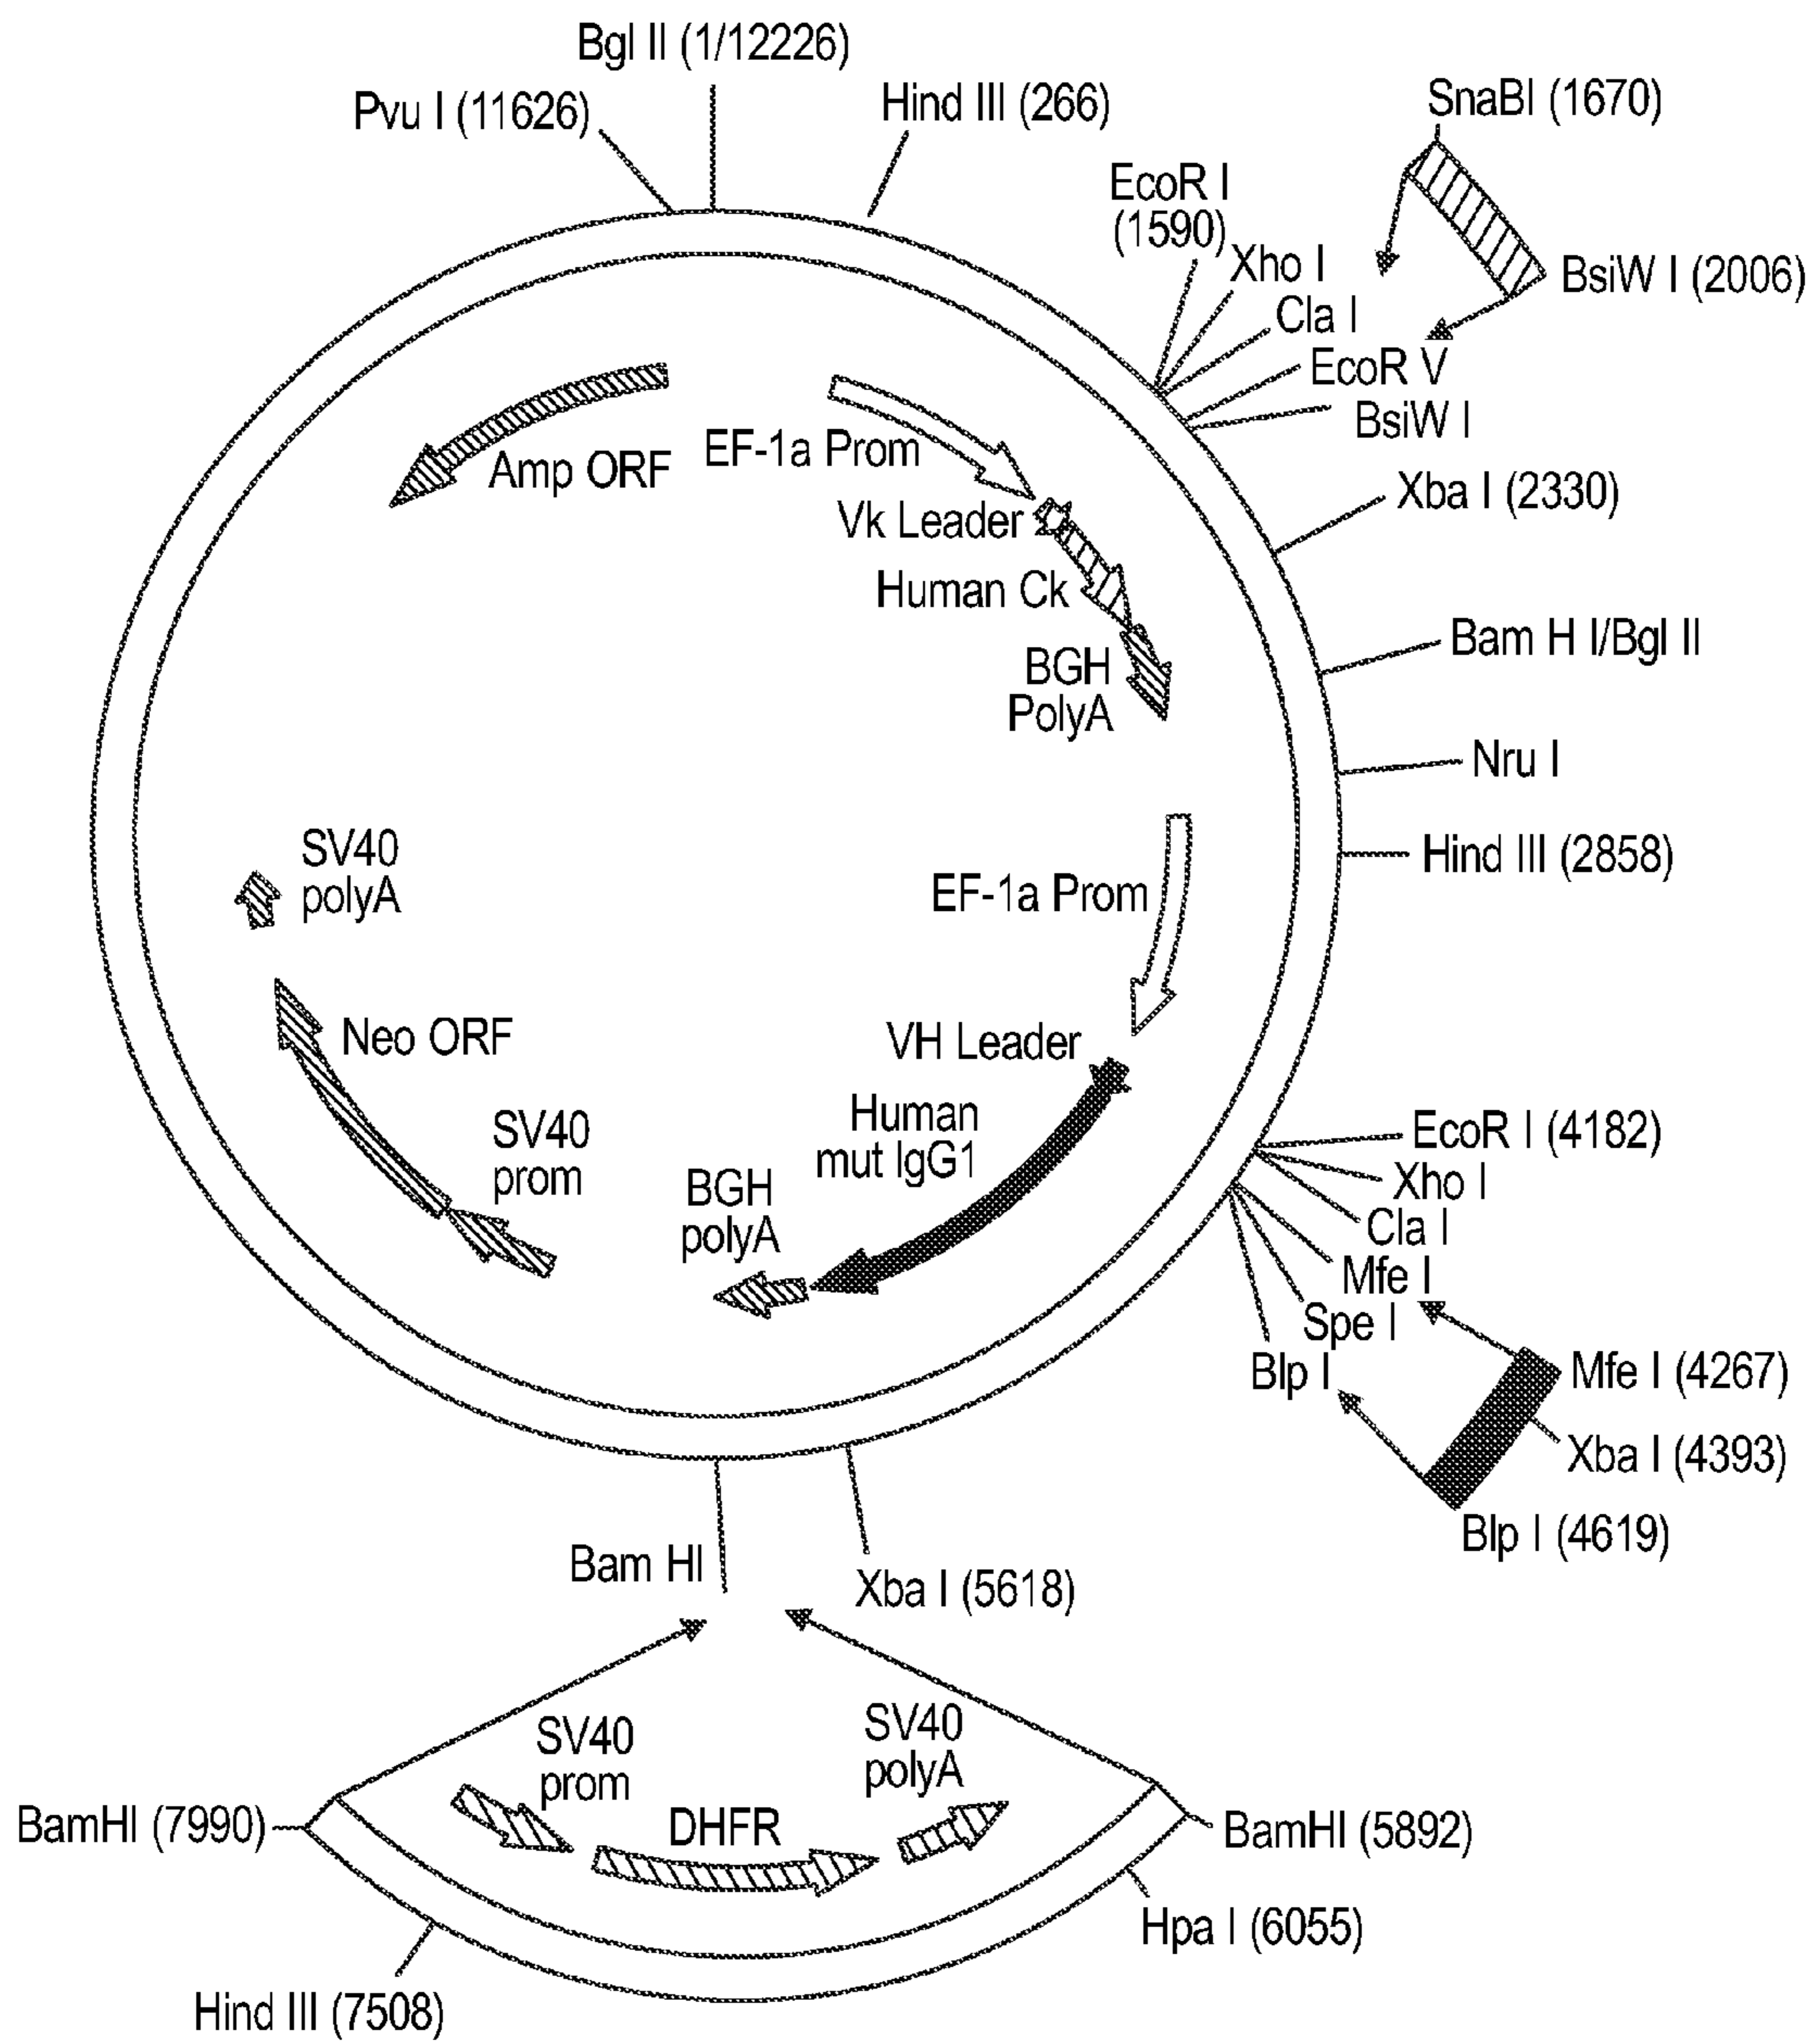 Bgl II (1/12226)
Pvu I (11626)
Hind III (266)
SnaBI (1670)
EcoR I
(1590)
Xho I
BsiW I (2006)
Cla I
EcoR V
BsiW I
Amp ORF
EF-1a Prom
Xba I (2330)
Vk Leader
Human Ck
Bam H I/Bgl II
BGH
PolyA
Nru I
SV40
polyA
Hind III (2858)
EF-1a Prom
Neo ORF
VH Leader
Human
mut IgG1
SV40
prom
BGH
polyA
EcoR I (4182)
Xho I
Cla I
Mfe I
Spe I
Blp I
Mfe I (4267)
Xba I (4393)
Blp I (4619)
Bam HI
Xba I (5618)
SV40
prom
SV40
polyA
DHFR
BamHI (7990)
BamHI (5892)
Hpa I (6055)
Hind III (7508)